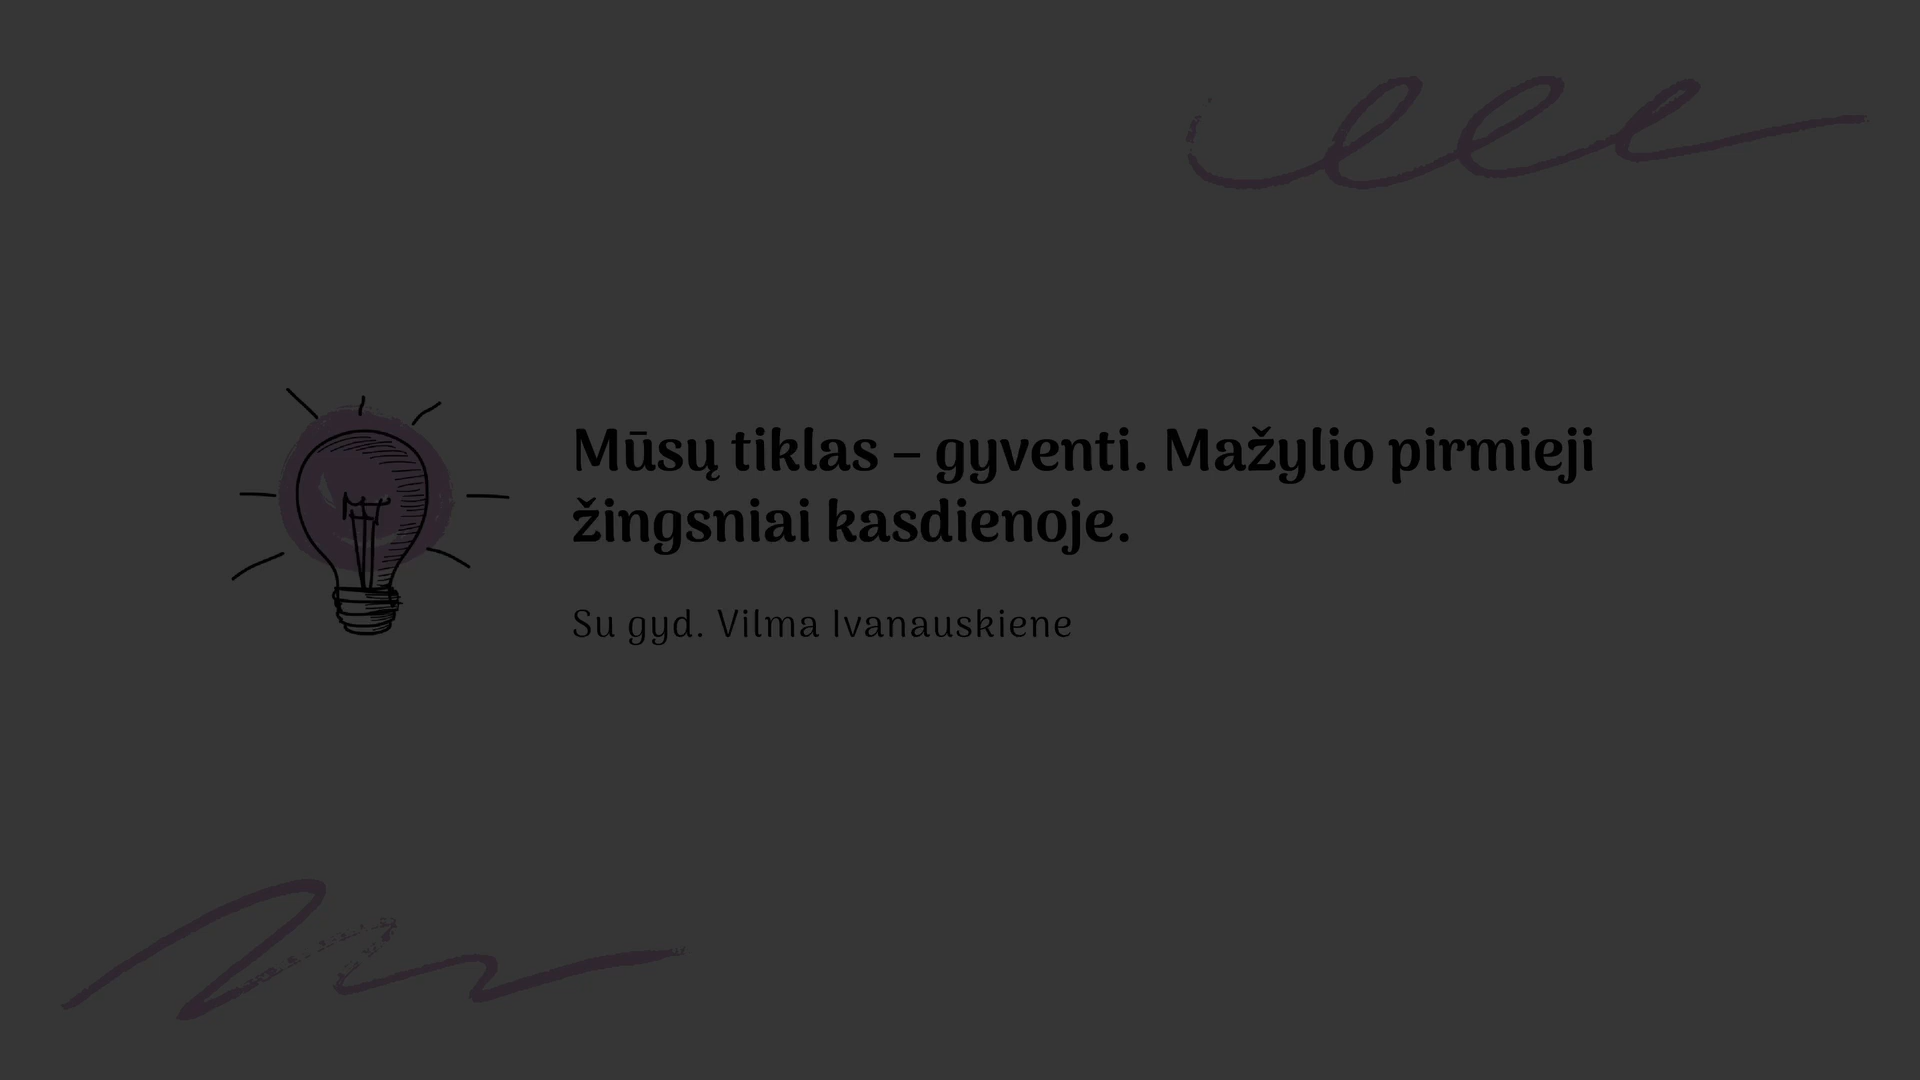 Mūsų tiklas – gyventi. Mažylio pirmieji
žingsniai kasdienoje.
Su gyd. Vilma Ivanauskiene